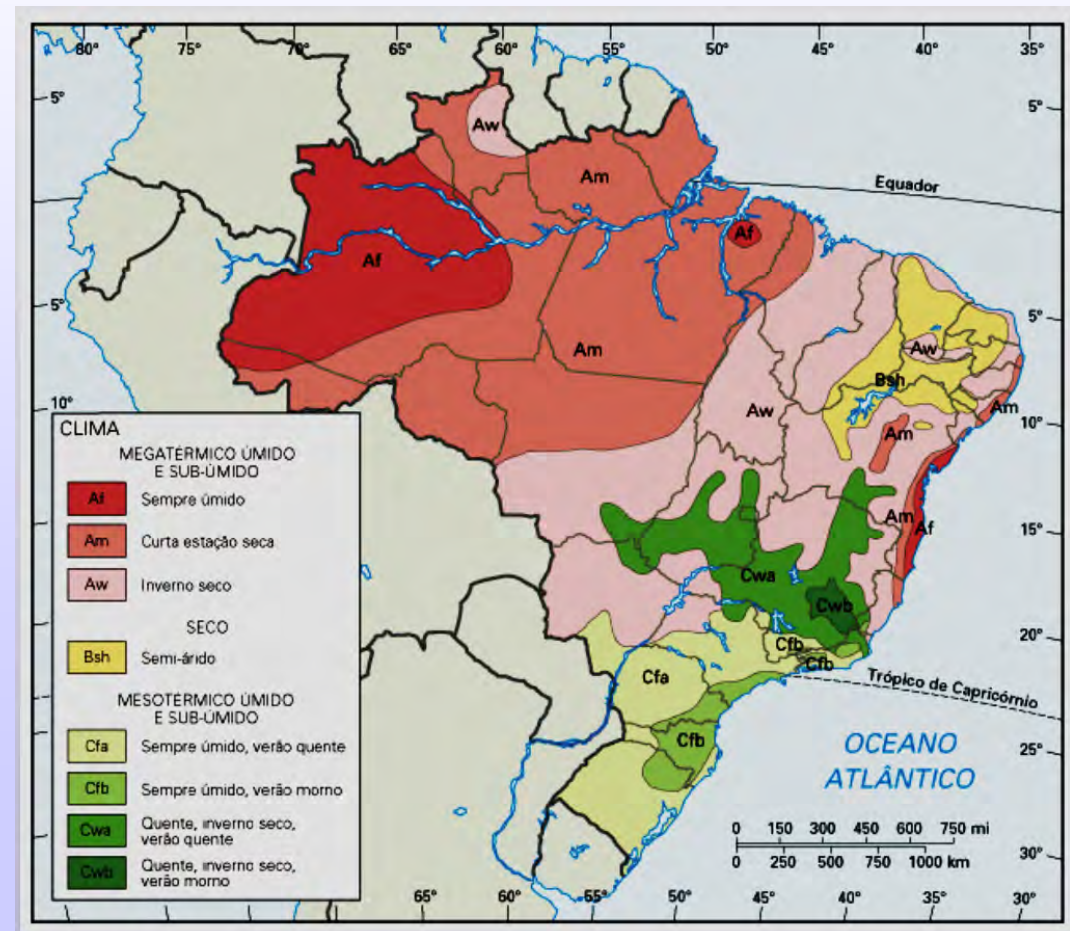 80° 75° 70° 65° 60° 55° 50° 45° 40° 35°
5° 5°
Aw
Am
Equador
Af
Af
5° 5°
Am
Aw
Bsh
Aw
Am
10° 10°
Am
Am
Af
15°
Cwa
Cwb
20°
Cfb
Cfb
Cfa
Trópico de Capricórnio
Cfb
25°
OCEANO
ATLÂNTICO
0 150 300 450 600 750 mi
0 250 500 750 1000 km
30°
65° 60° 55° 50° 45° 40° 35° 30°
CLIMA
MEGATÉRMICO ÚMIDO
E SUB-ÚMIDO
Af Sempre úmido
Am Curta estação seca
Aw Inverno seco
SECO
Bsh Semi-árido
MESOTÉRMICO ÚMIDO
E SUB-ÚMIDO
Cfa Sempre úmido, verão quente
Cfb Sempre úmido, verão morno
Cwa Quente, inverno seco,
verão quente
Cwb Quente, inverno seco,
verão morno